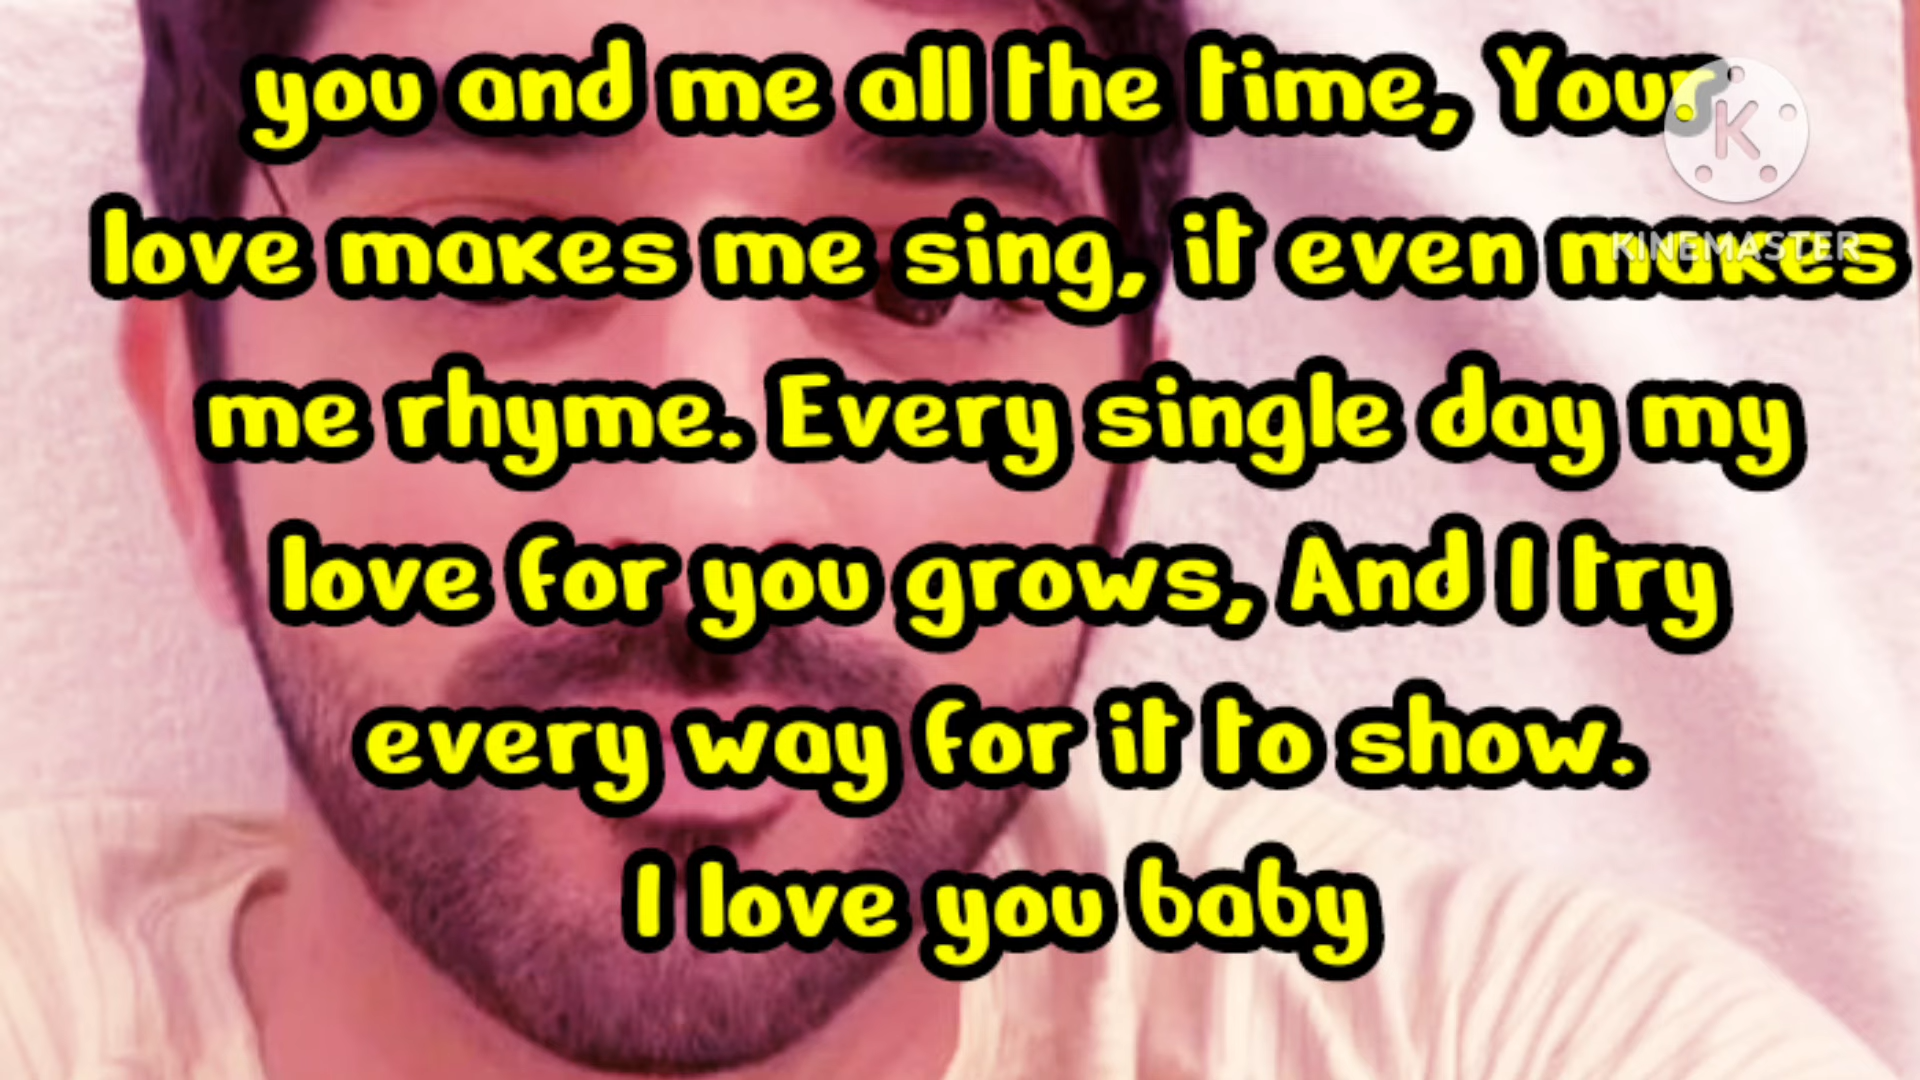 you and me all the time, Your
love makes me sing, it even makes
me rhyme. Every single day my
love for you grows, And I try
every way for it to show.
I love you baby
K
KINEMASTER